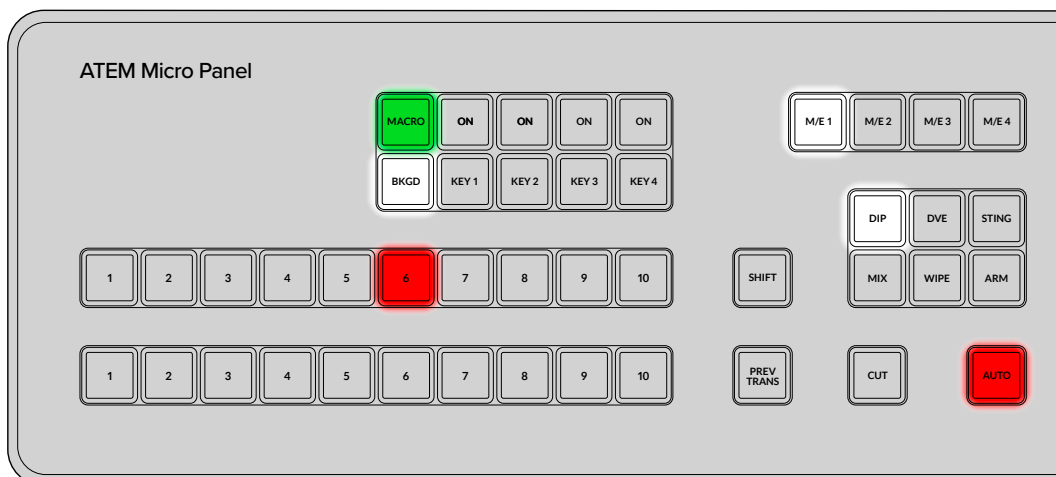 ATEM Micro Panel
MACRO ON ON ON ON
M/E 1 M/E 2 M/E 3 M/E 4
BKGD KEY 1 KEY 2 KEY 3 KEY 4
DIP DVE STING
1 2 3 4 5 6 7 8 9 10
SHIFT
MIX WIPE ARM
1 2 3 4 5 6 7 8 9 10
PREV
TRANS
CUT
AUTO